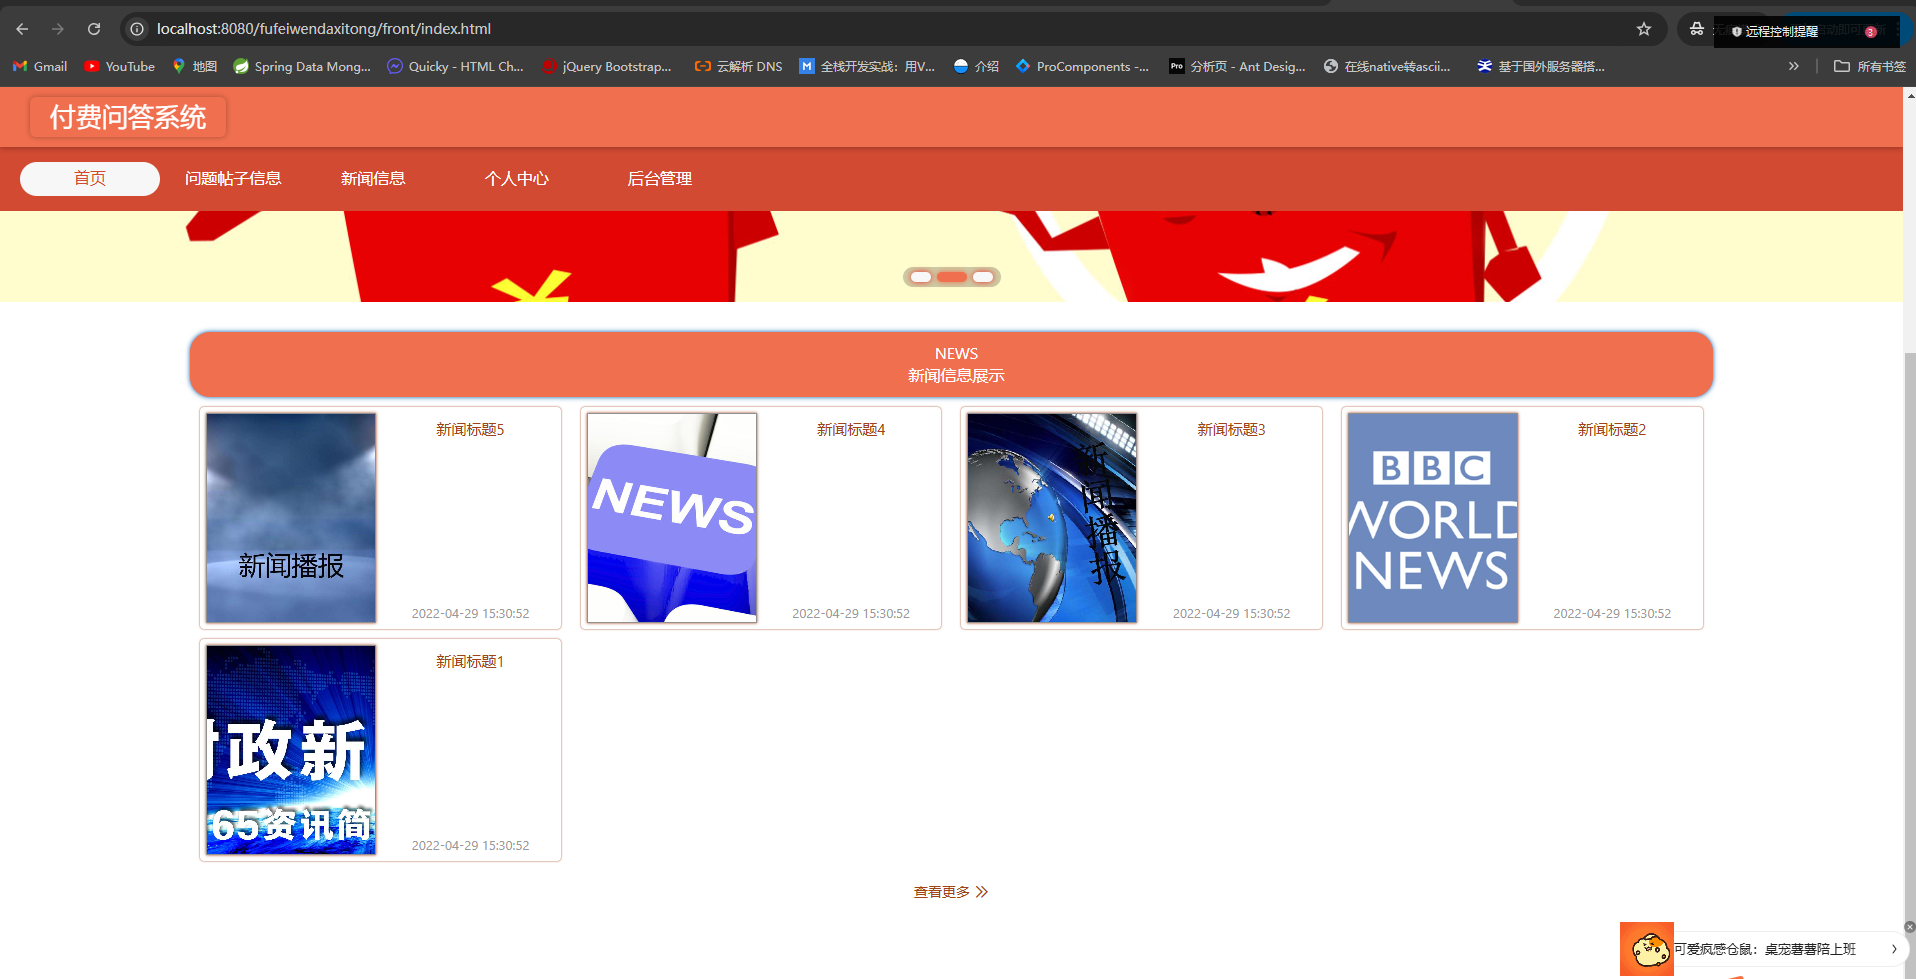 localhost:8080/fufeiwendaxitong/front/index.html
远程控制提醒
3
Gmail
YouTube
地图
Spring Data Mong...
Quicky - HTML Ch...
jQuery Bootstrap...
云解析 DNS
全栈开发实战：用V...
介绍
ProComponents -...
Pro
分析页 - Ant Desig...
在线native转ascii...
基于国外服务器搭...
所有书签
付费问答系统
首页
问题帖子信息
新闻信息
个人中心
后台管理
NEWS
新闻信息展示
新闻播报
新闻标题5
2022-04-29 15:30:52
NEWS
新闻标题4
2022-04-29 15:30:52
新闻播报
新闻标题3
2022-04-29 15:30:52
BBC
WORLD
NEWS
新闻标题2
2022-04-29 15:30:52
政新
65资讯简
新闻标题1
2022-04-29 15:30:52
查看更多
可爱疯感仓鼠：桌宠薯薯陪上班